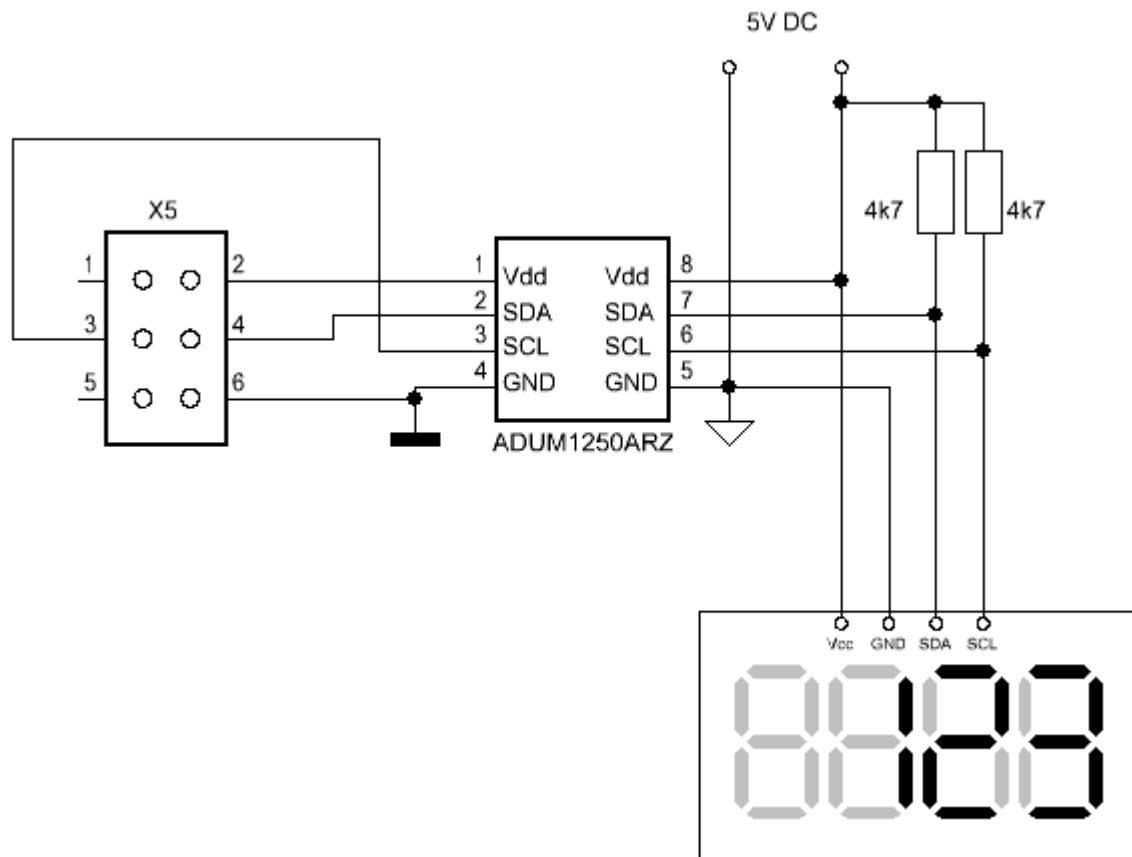 5V DC
4k7
4k7
X5
1
2
3
4
5
6
1 Vdd Vdd 8
2 SDA SDA 7
3 SCL SCL 6
4 GND GND 5
ADUM1250ARZ
Vcc GND SDA SCL
123